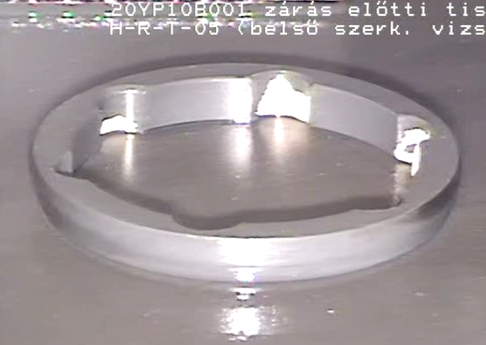 20YP10B001 zárás előtti tis
H-R-T-05 (belső szerk. vizs